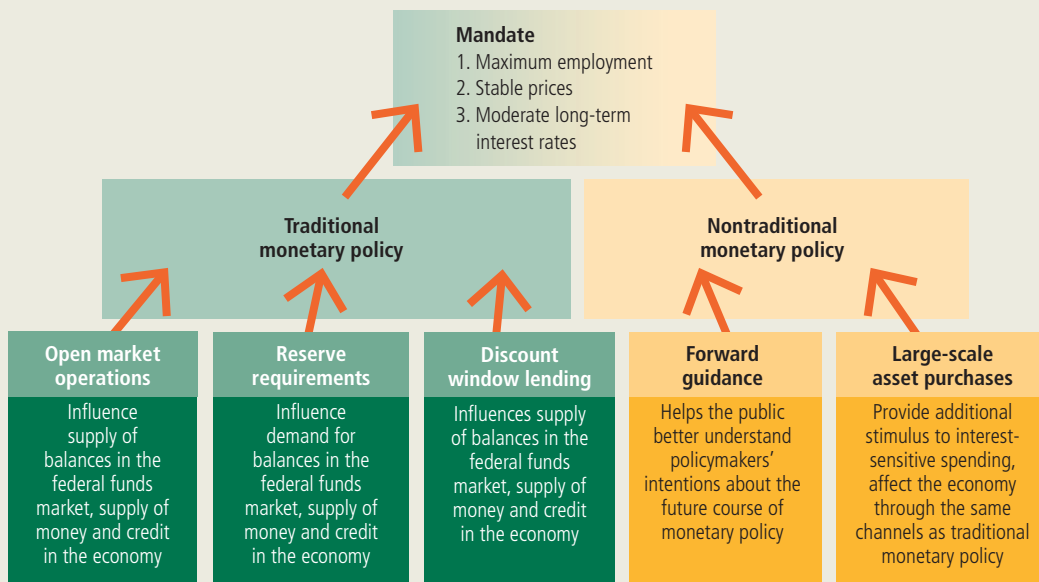 Mandate
1. Maximum employment
2. Stable prices
3. Moderate long-term
interest rates
Traditional
monetary policy
Nontraditional
monetary policy
Open market
operations
Influence
supply of
balances in the
federal funds
market, supply of
money and credit
in the economy
Reserve
requirements
Influence
demand for
balances in the
federal funds
market, supply of
money and credit
in the economy
Discount
window lending
Influences supply
of balances in the
federal funds
market, supply of
money and credit
in the economy
Forward
guidance
Helps the public
better understand
policymakers'
intentions about the
future course of
monetary policy
Large-scale
asset purchases
Provide additional
stimulus to interest-
sensitive spending,
affect the economy
through the same
channels as traditional
monetary policy